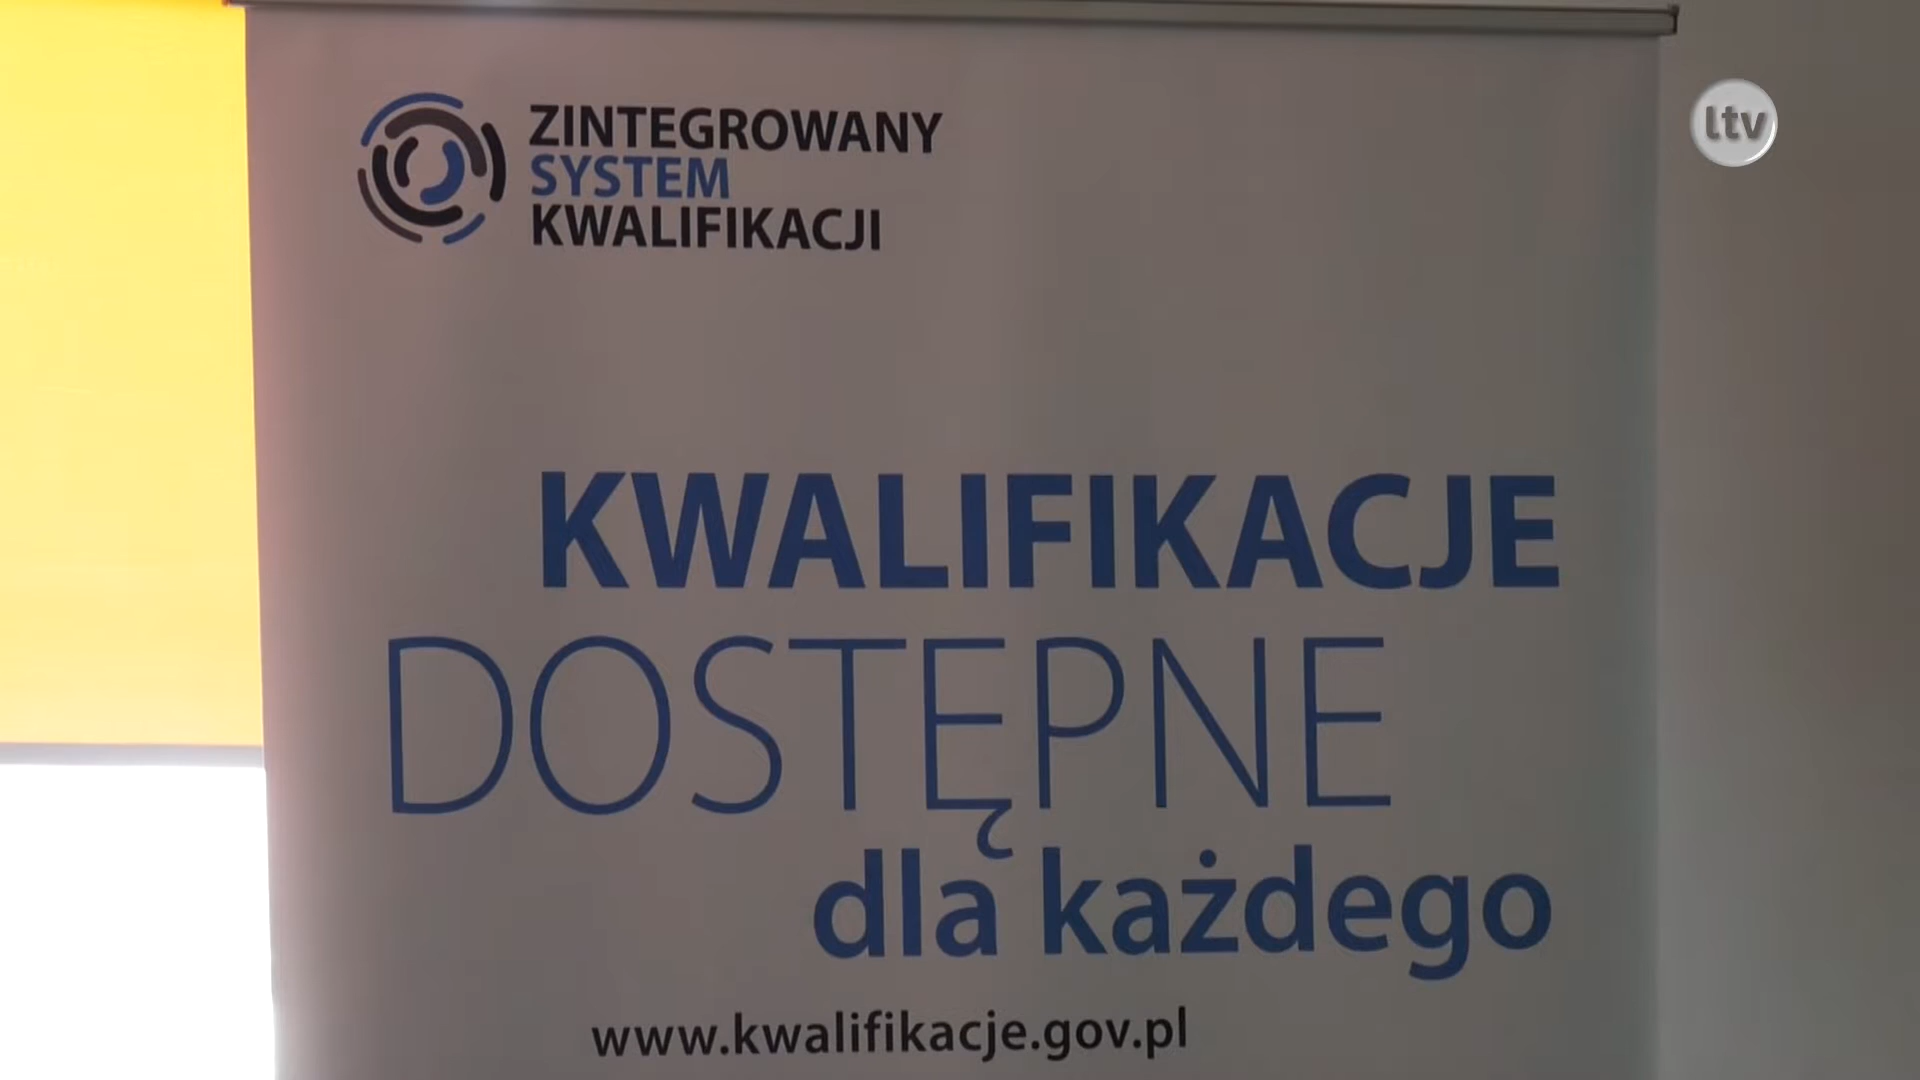 ZINTEGROWANY
SYSTEM
KWALIFIKACJI
ltv
KWALIFIKACJE
DOSTĘPNE
dla każdego
www.kwalifikacje.gov.pl